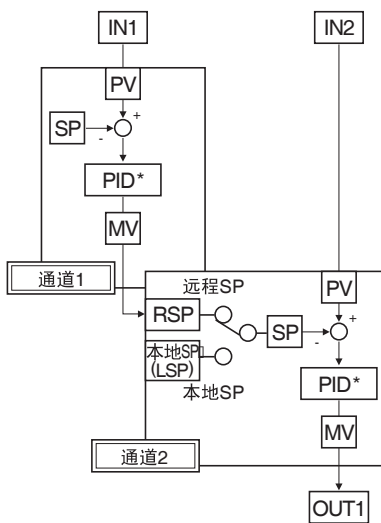 IN1
IN2
PV
+
SP
-
PID*
MV
通道1
远程SP
PV
RSP
SP
+
-
本地SP
(LSP)
本地SP
PID*
MV
通道2
OUT1